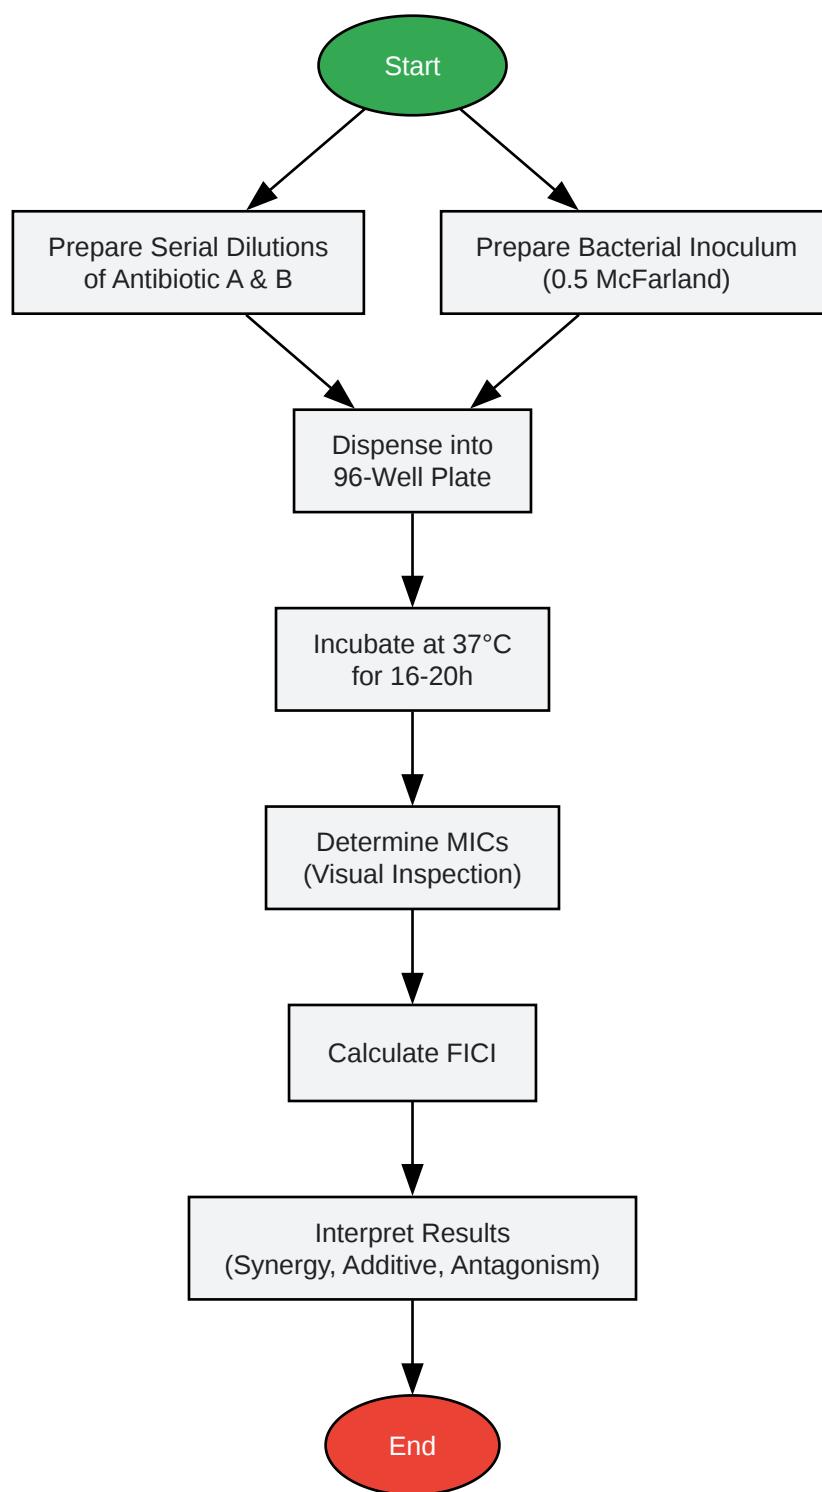 Start
Prepare Serial Dilutions
of Antibiotic A & B
Prepare Bacterial Inoculum
(0.5 McFarland)
Dispense into
96-Well Plate
Incubate at 37°C
for 16-20h
Determine MICs
(Visual Inspection)
Calculate FICI
Interpret Results
(Synergy, Additive, Antagonism)
End